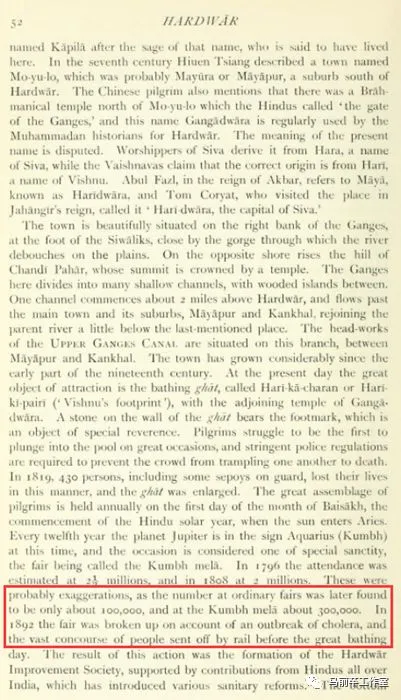 52 HARDWĀR
named Kāpilā after the sage of that name, who is said to have lived
here. In the seventh century Hiuen Tsiang described a town named
Mo-yu-lo, which was probably Mayūra or Māyāpur, a suburb south of
Hardwār. The Chinese pilgrim also mentions that there was a Brāh-
manical temple north of Mo-yu-lo which the Hindus called 'the gate
of the Ganges,' and this name Gangādwāra is regularly used by the
Muhammadan historians for Hardwār. The meaning of the present
name is disputed. Worshippers of Siva derive it from Hara, a name
of Siva, while the Vaishnavas claim that the correct origin is from Hari,
a name of Vishnu. Abul Fazl, in the reign of Akbar, refers to Māyā,
known as Harīdwāra, and Tom Coryat, who visited the place in
Jahāngīr's reign, called it 'Harī-dwāra, the capital of Siva.'
The town is beautifully situated on the right bank of the Ganges,
at the foot of the Siwāliks, close by the gorge through which the river
debouches on the plains. On the opposite shore rises the hill of
Chandi Pahār, whose summit is crowned by a temple. The Ganges
here divides into many shallow channels, with wooded islands between.
One channel commences about 2 miles above Hardwār, and flows past
the main town and its suburbs, Māyāpur and Kankhal, rejoining the
parent river a little below the last-mentioned place. The head-works
of the UPPER GANGES CANAL are situated on this branch, between
Māyāpur and Kankhal. The town has grown considerably since the
early part of the nineteenth century. At the present day the great
object of attraction is the bathing ghāt, called Harī-kā-charan or Harī-
kī-pairī ('Vishnu's footprint'), with the adjoining temple of Gangā-
dwāra. A stone on the wall of the ghāt bears the footmark, which is
an object of special reverence. Pilgrims struggle to be the first to
plunge into the pool on great occasions, and stringent police regulations
are required to prevent the crowd from trampling one another to death.
In 1819, 430 persons, including some sepoys on guard, lost their lives
in this manner, and the ghāt was enlarged. The great assemblage of
pilgrims is held annually on the first day of the month of Baisākh, the
commencement of the Hindu solar year, when the sun enters Aries.
Every twelfth year the planet Jupiter is in the sign Aquarius (Kumbh)
at this time, and the occasion is considered one of special sanctity,
the fair being called the Kumbh melā. In 1796 the attendance was
estimated at 2½ millions, and in 1808 at 2 millions. These were
probably exaggerations, as the number at ordinary fairs was later found
to be only about 100,000, and at the Kumbh melā about 300,000. In
1892 the fair was broken up on account of an outbreak of cholera, and
the vast concourse of people sent off by rail before the great bathing
day. The result of this action was the formation of the Hardwār
Improvement Society, supported by contributions from Hindus all over
India, which has introduced various sanitary reforms.